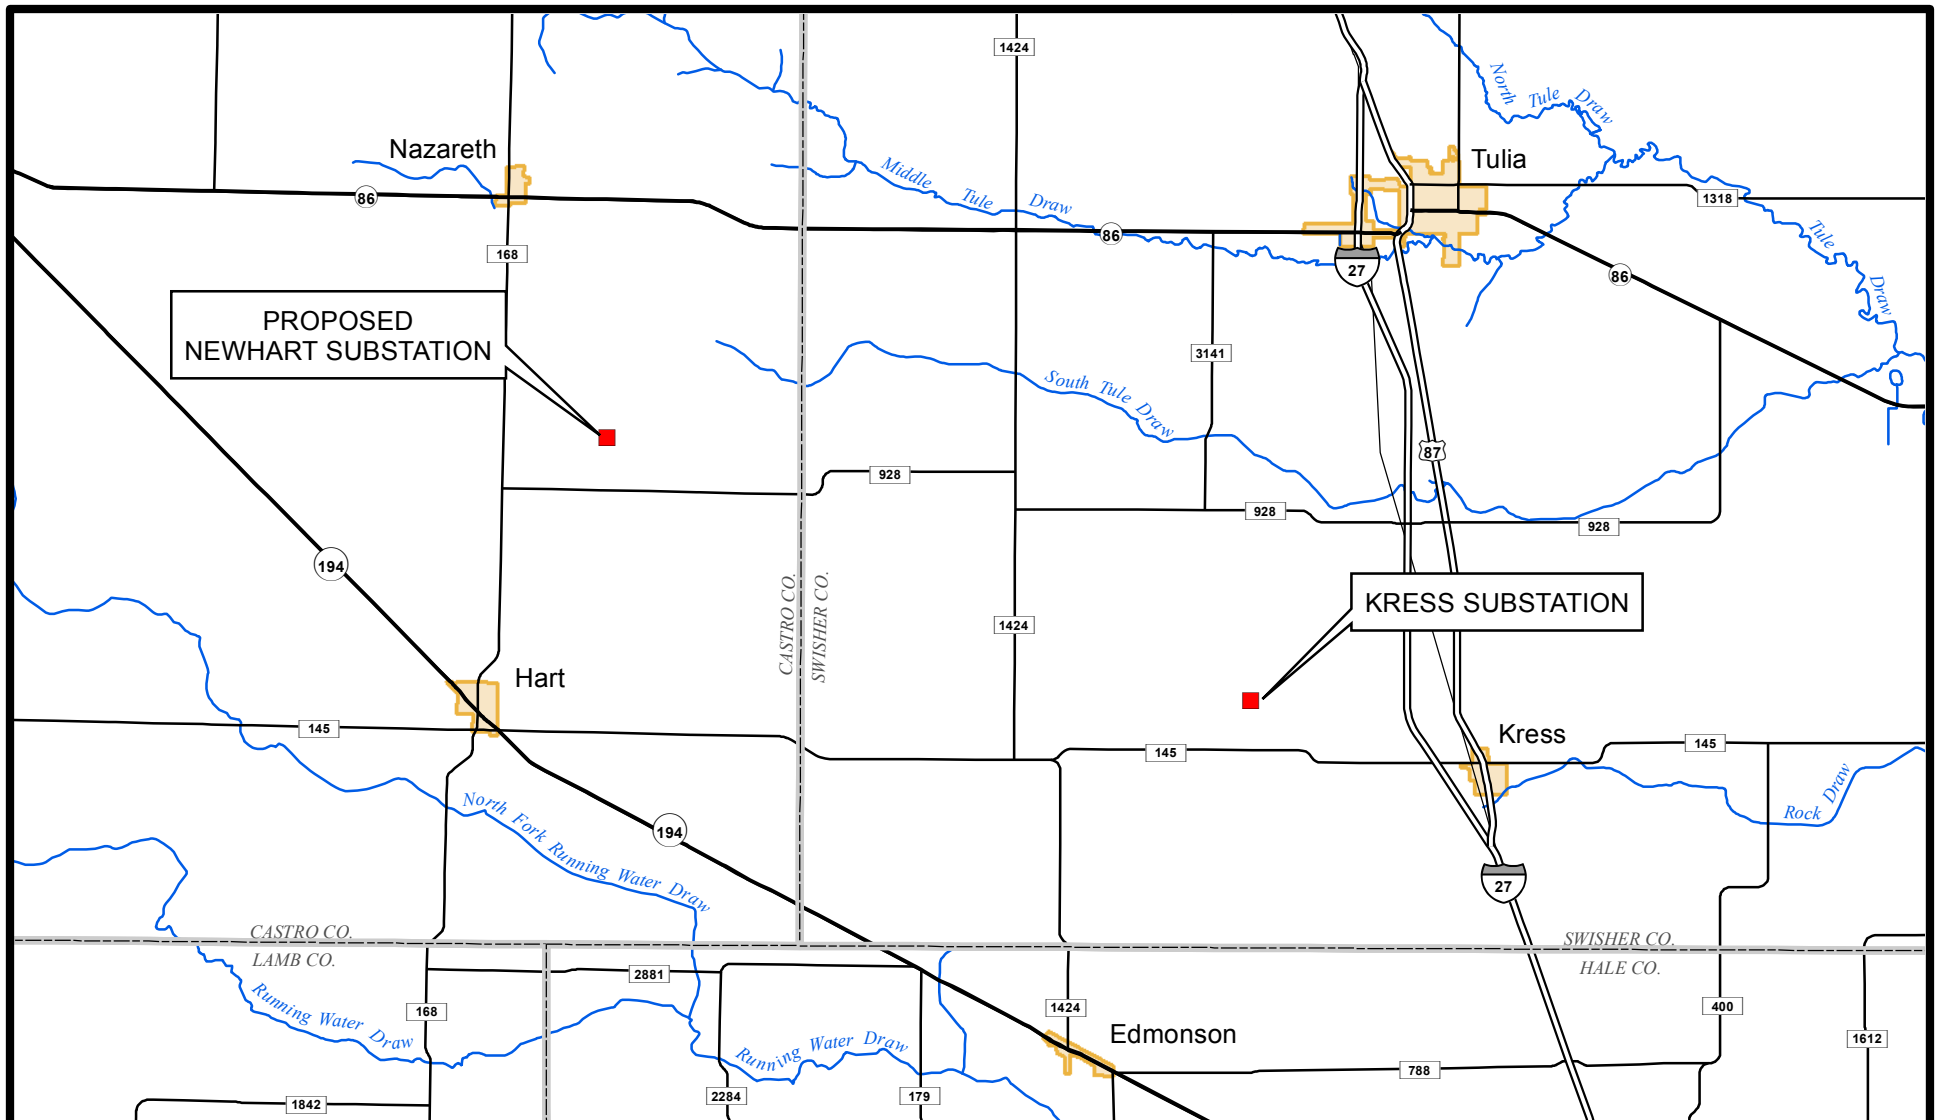 1424
North Tule Draw
Nazareth
Tulia
Middle Tule Draw
86
1318
86
168
27
86
Tule Draw
PROPOSED
NEWHART SUBSTATION
3141
South Tule Draw
87
928
928
928
194
CASTRO CO.
SWISHER CO.
KRESS SUBSTATION
1424
Hart
145
Kress
145
145
North Fork Running Water Draw
194
Rock Draw
27
CASTRO CO.
LAMB CO.
SWISHER CO.
HALE CO.
2881
Running Water Draw
168
1424
400
Edmonson
1612
Running Water Draw
788
1842
2284
179